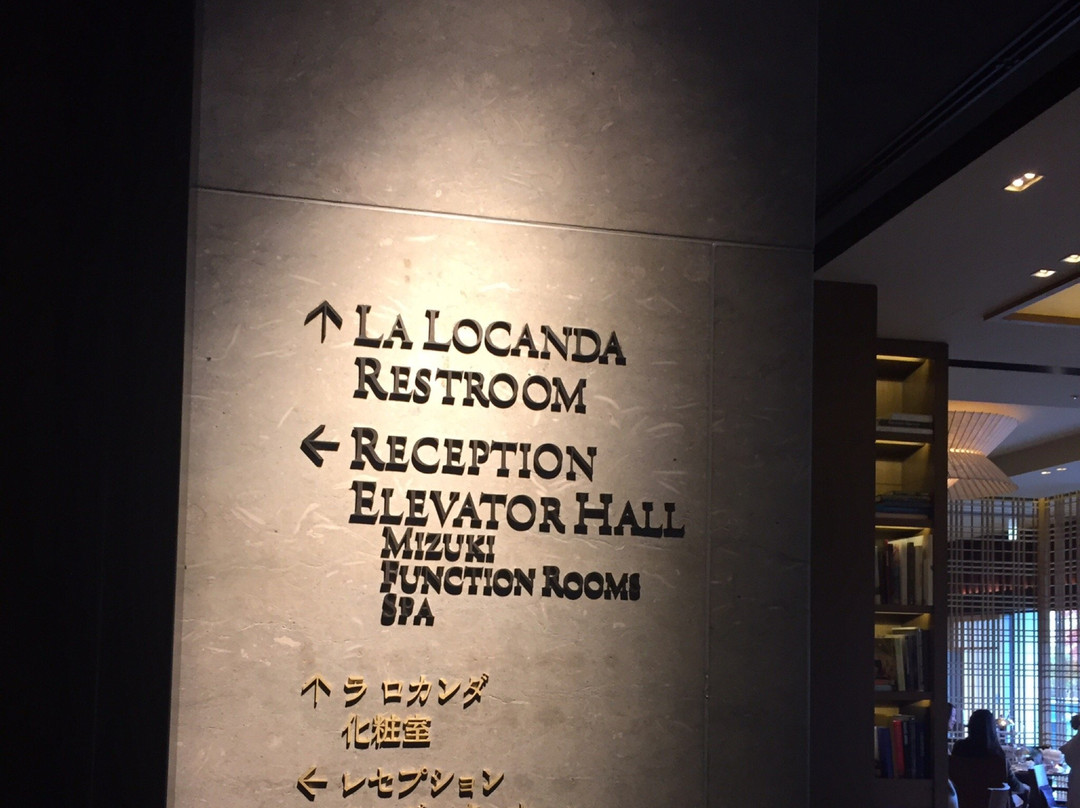 ↑ LA LOCANDA
RESTROOM
← RECEPTION
ELEVATOR HALL
MIZUKI
FUNCTION ROOMS
SPA
↑ ラ ロカンダ
化粧室
← レセプション